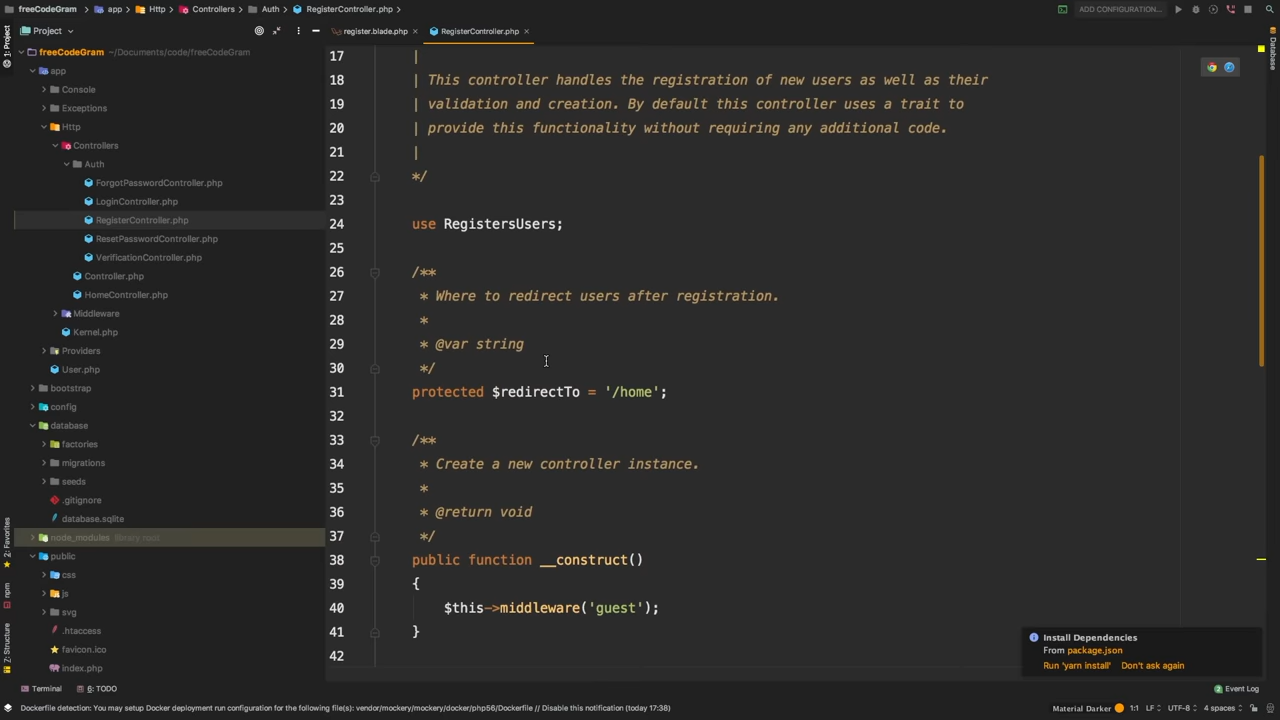 freeCodeGram > app > Http > Controllers > Auth > RegisterController.php >
ADD CONFIGURATION...
Project
register.blade.php
RegisterController.php
1: Project
Database
freeCodeGram ~/Documents/code/freeCodeGram
app
Console
Exceptions
Http
Controllers
Auth
ForgotPasswordController.php
LoginController.php
RegisterController.php
ResetPasswordController.php
VerificationController.php
Controller.php
HomeController.php
Middleware
Kernel.php
Providers
User.php
bootstrap
config
database
factories
migrations
seeds
.gitignore
database.sqlite
node_modules library root
public
css
js
svg
.htaccess
favicon.ico
index.php
2: Favorites
npm
7: Structure
17 |
18 | This controller handles the registration of new users as well as their
19 | validation and creation. By default this controller uses a trait to
20 | provide this functionality without requiring any additional code.
21 |
22 */
23
24 use RegistersUsers;
25
26 /**
27 * Where to redirect users after registration.
28 *
29 * @var string
30 */
31 protected $redirectTo = '/home';
32
33 /**
34 * Create a new controller instance.
35 *
36 * @return void
37 */
38 public function __construct()
39 {
40 $this->middleware('guest');
41 }
42
Install Dependencies
From package.json
Run 'yarn install' Don't ask again
Terminal
6: TODO
2 Event Log
Dockerfile detection: You may setup Docker deployment run configuration for the following file(s): vendor/mockery/mockery/docker/php56/Dockerfile // Disable this notification (today 17:38)
Material Darker 1:1 LF UTF-8 4 spaces